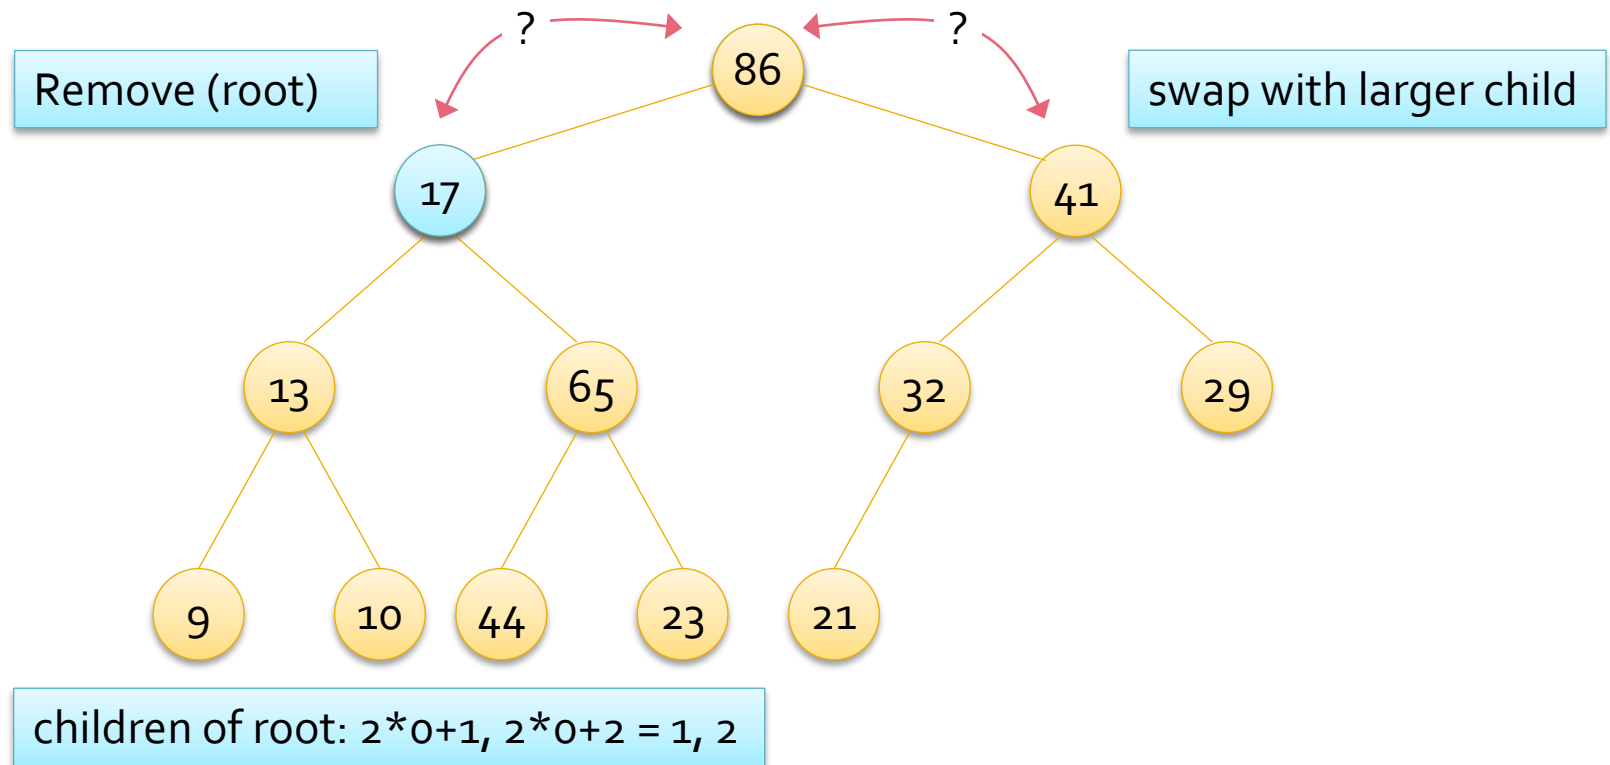 ? ?
86
Remove (root)
swap with larger child
17 41
13 65 32 29
9 10 44 23 21
children of root: 2*0+1, 2*0+2 = 1, 2